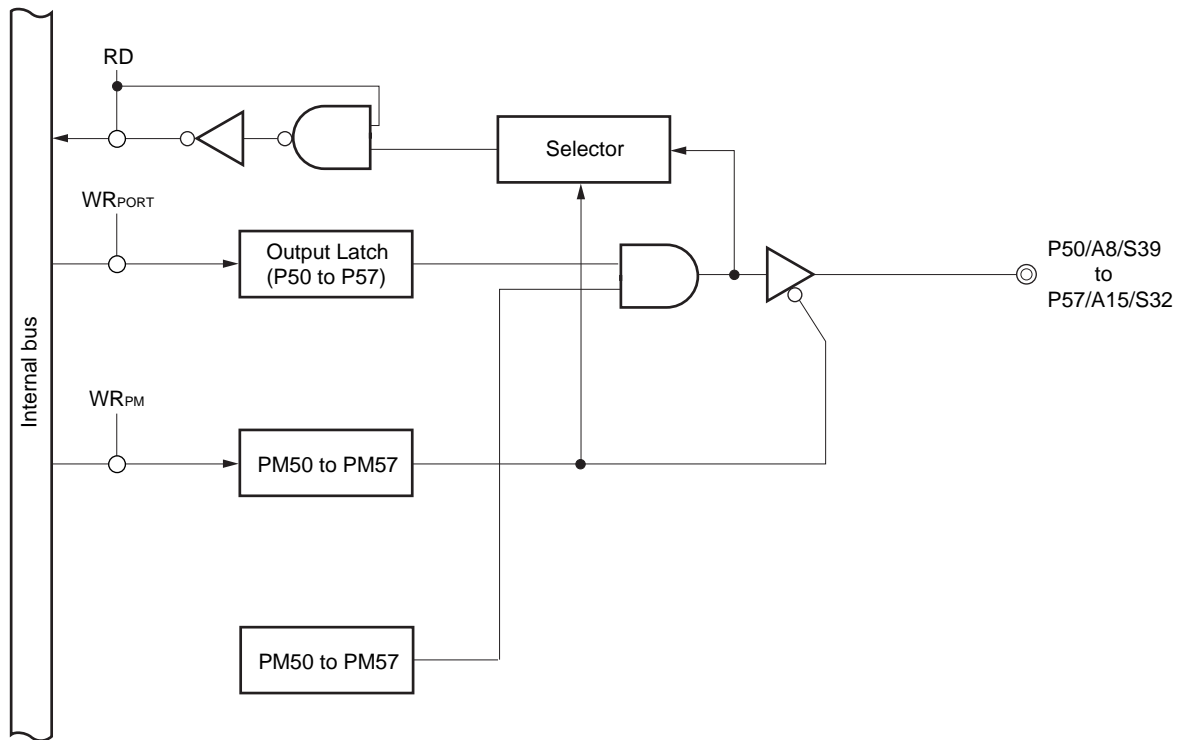 RD
Selector
WRPORT
Output Latch
(P50 to P57)
P50/A8/S39
to
P57/A15/S32
Internal bus
WRPM
PM50 to PM57
PM50 to PM57